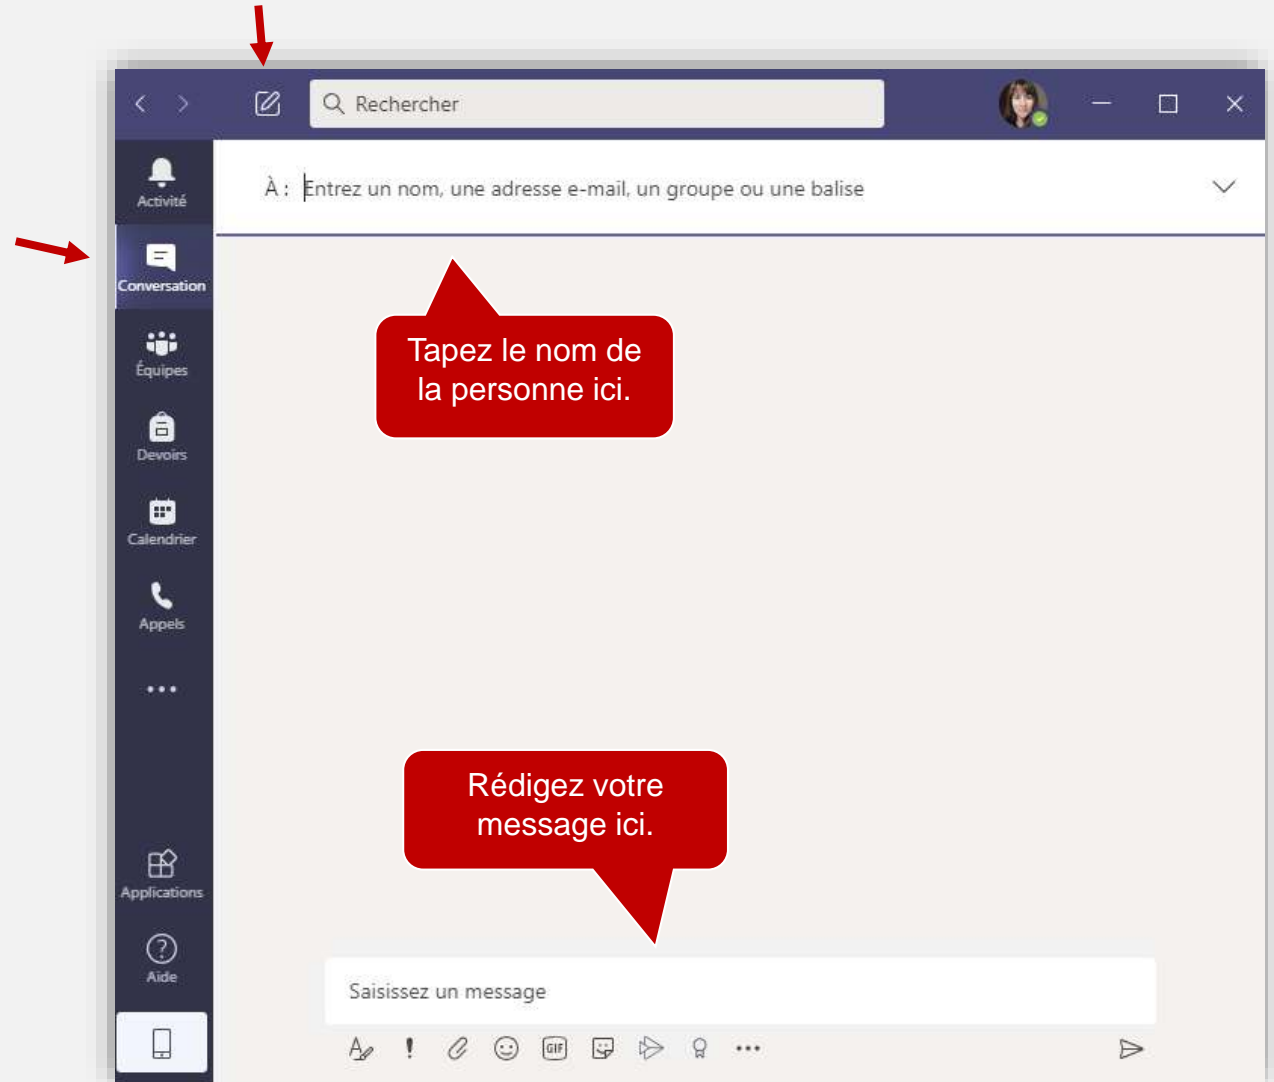 Rechercher
Activité
À : Entrez un nom, une adresse e-mail, un groupe ou une balise
Conversation
Tapez le nom de
la personne ici.
Équipes
Devoirs
Calendrier
Appels
Rédigez votre
message ici.
Applications
Aide
Saisissez un message
GIF